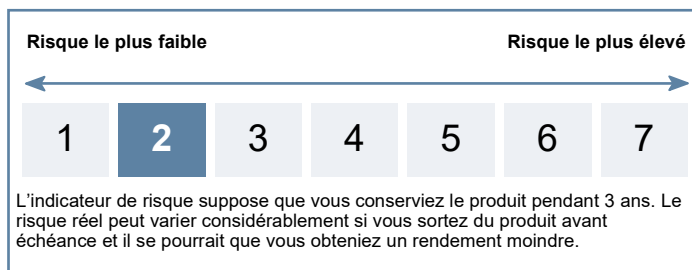 Risque le plus faible Risque le plus élevé
1 2 3 4 5 6 7
L'indicateur de risque suppose que vous conserviez le produit pendant 3 ans. Le
risque réel peut varier considérablement si vous sortez du produit avant
échéance et il se pourrait que vous obteniez un rendement moindre.